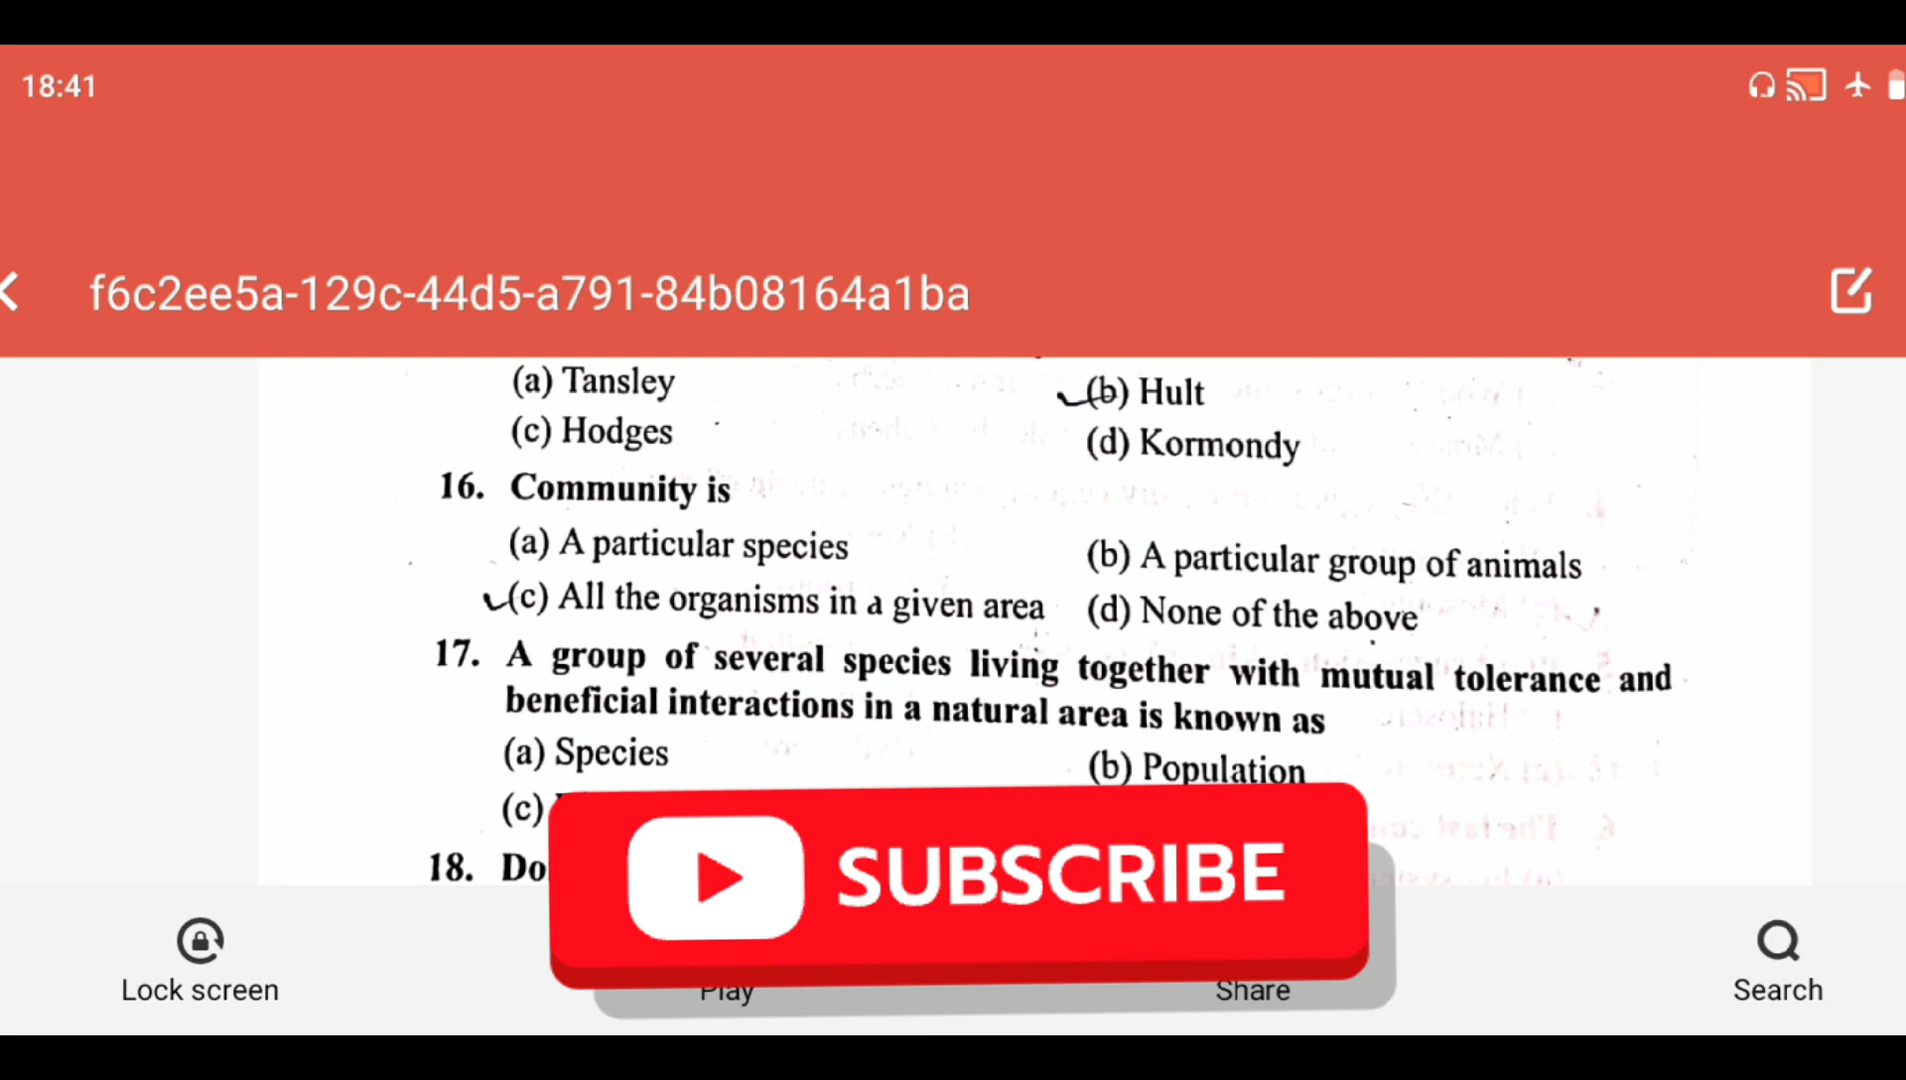 18:41
f6c2ee5a-129c-44d5-a791-84b08164a1ba
(a) Tansley
(b) Hult
(c) Hodges
(d) Kormondy
16. Community is
(a) A particular species
(b) A particular group of animals
(c) All the organisms in a given area
(d) None of the above
17. A group of several species living together with mutual tolerance and
beneficial interactions in a natural area is known as
(a) Species
(b) Population
(c)
18. Do
SUBSCRIBE
Lock screen
Play
Share
Search